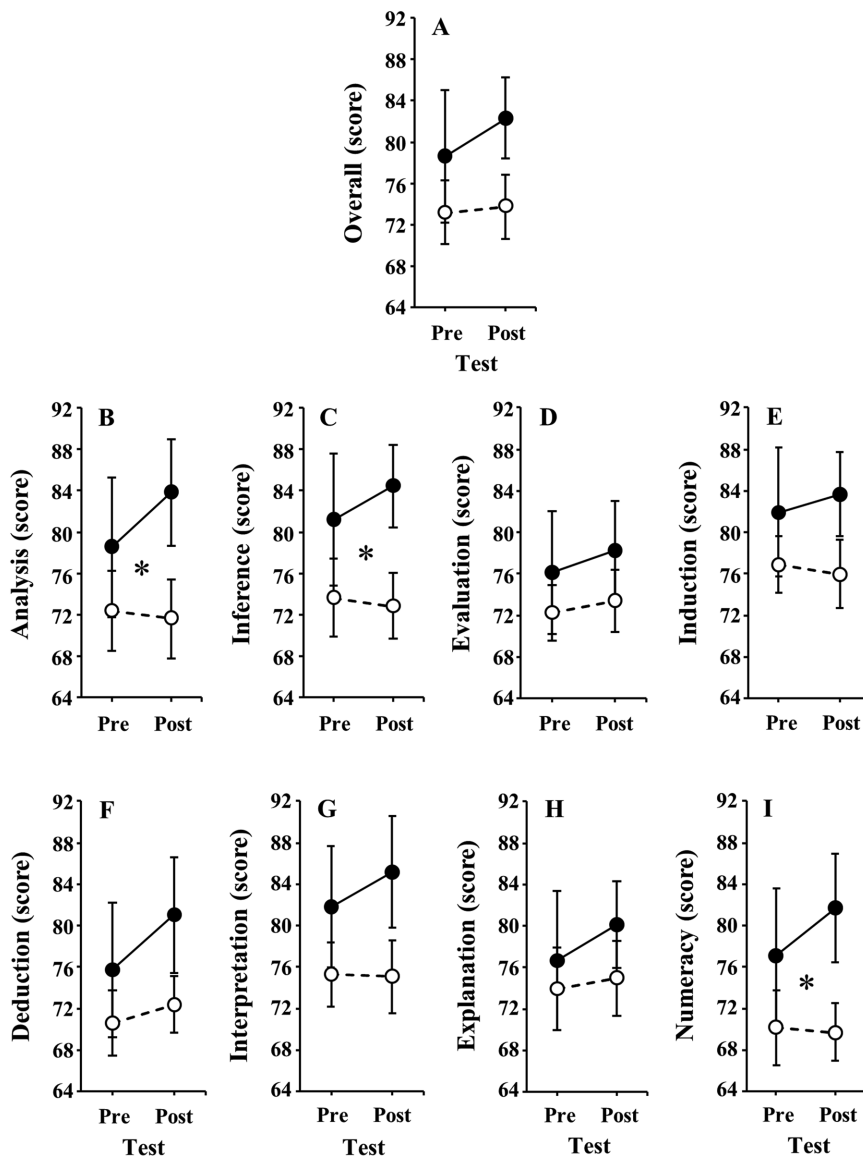 A
92
88
84
80
76
72
68
64
Overall (score)
Pre Post
Test
B
92
88
84
80
76
72
68
64
Analysis (score)
*
Pre Post
C
92
88
84
80
76
72
68
64
Inference (score)
*
Pre Post
D
92
88
84
80
76
72
68
64
Evaluation (score)
Pre Post
E
92
88
84
80
76
72
68
64
Induction (score)
Pre Post
F
92
88
84
80
76
72
68
64
Deduction (score)
Pre Post
Test
G
92
88
84
80
76
72
68
64
Interpretation (score)
Pre Post
Test
H
92
88
84
80
76
72
68
64
Explanation (score)
Pre Post
Test
I
92
88
84
80
76
72
68
64
Numeracy (score)
*
Pre Post
Test